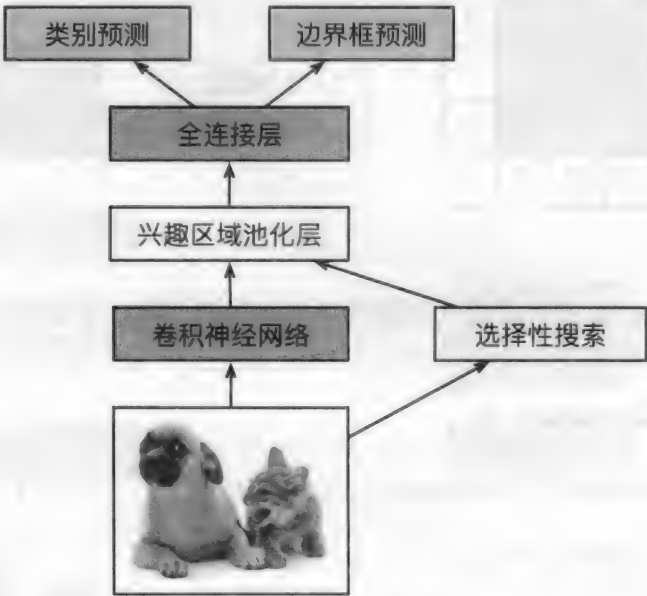 类别预测
边界框预测
全连接层
兴趣区域池化层
卷积神经网络
选择性搜索